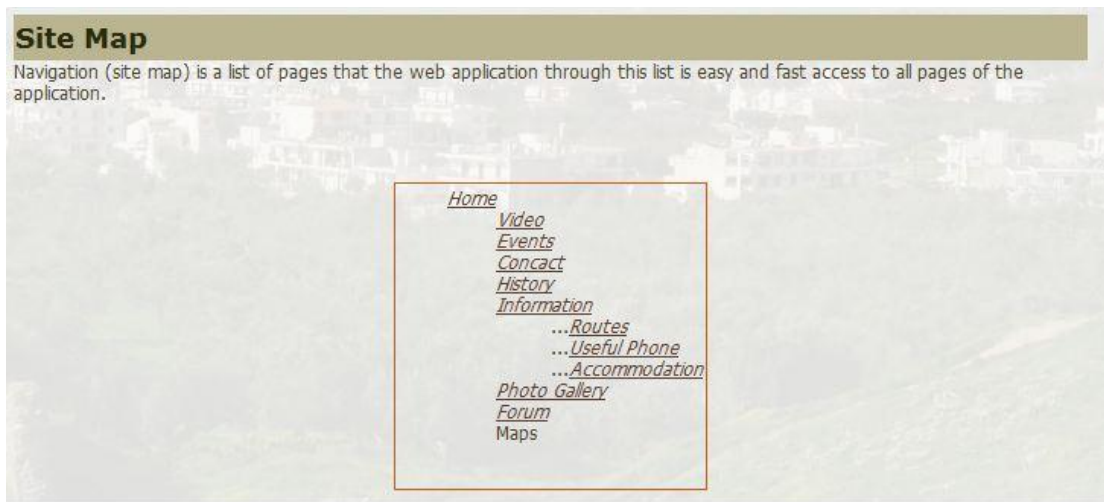 Site Map
Navigation (site map) is a list of pages that the web application through this list is easy and fast access to all pages of the
application.
Home
Video
Events
Concact
History
Information
...Routes
...Useful Phone
...Accommodation
Photo Gallery
Forum
Maps